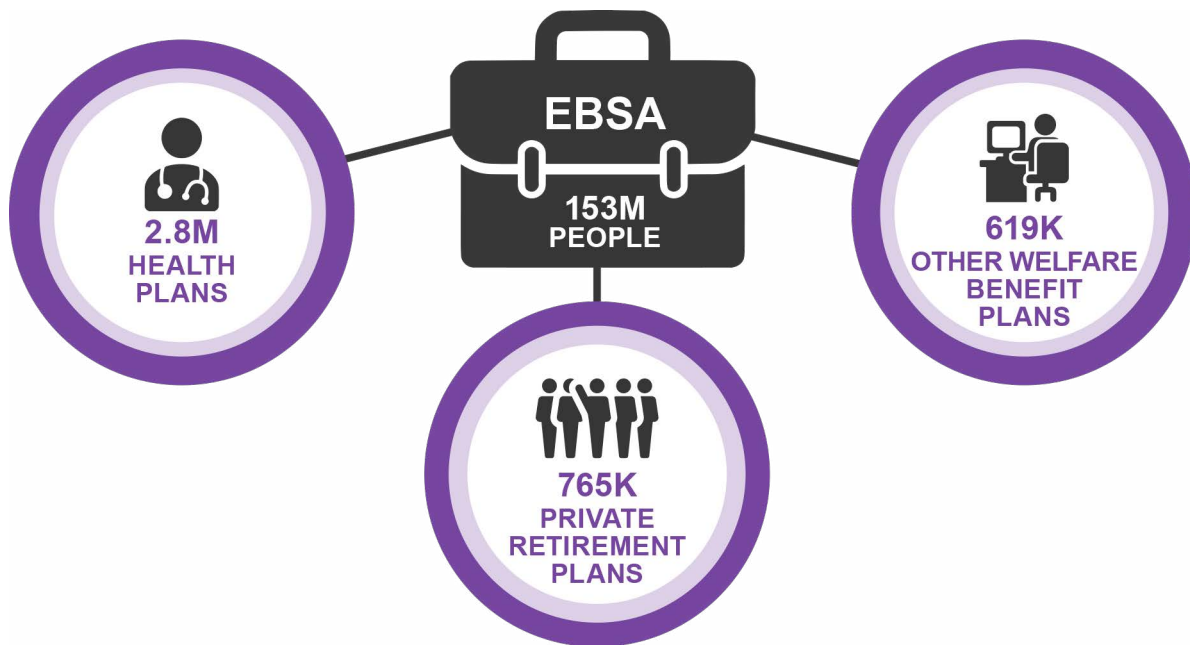 EBSA
153M
PEOPLE
2.8M
HEALTH
PLANS
765K
PRIVATE
RETIREMENT
PLANS
619K
OTHER WELFARE
BENEFIT
PLANS